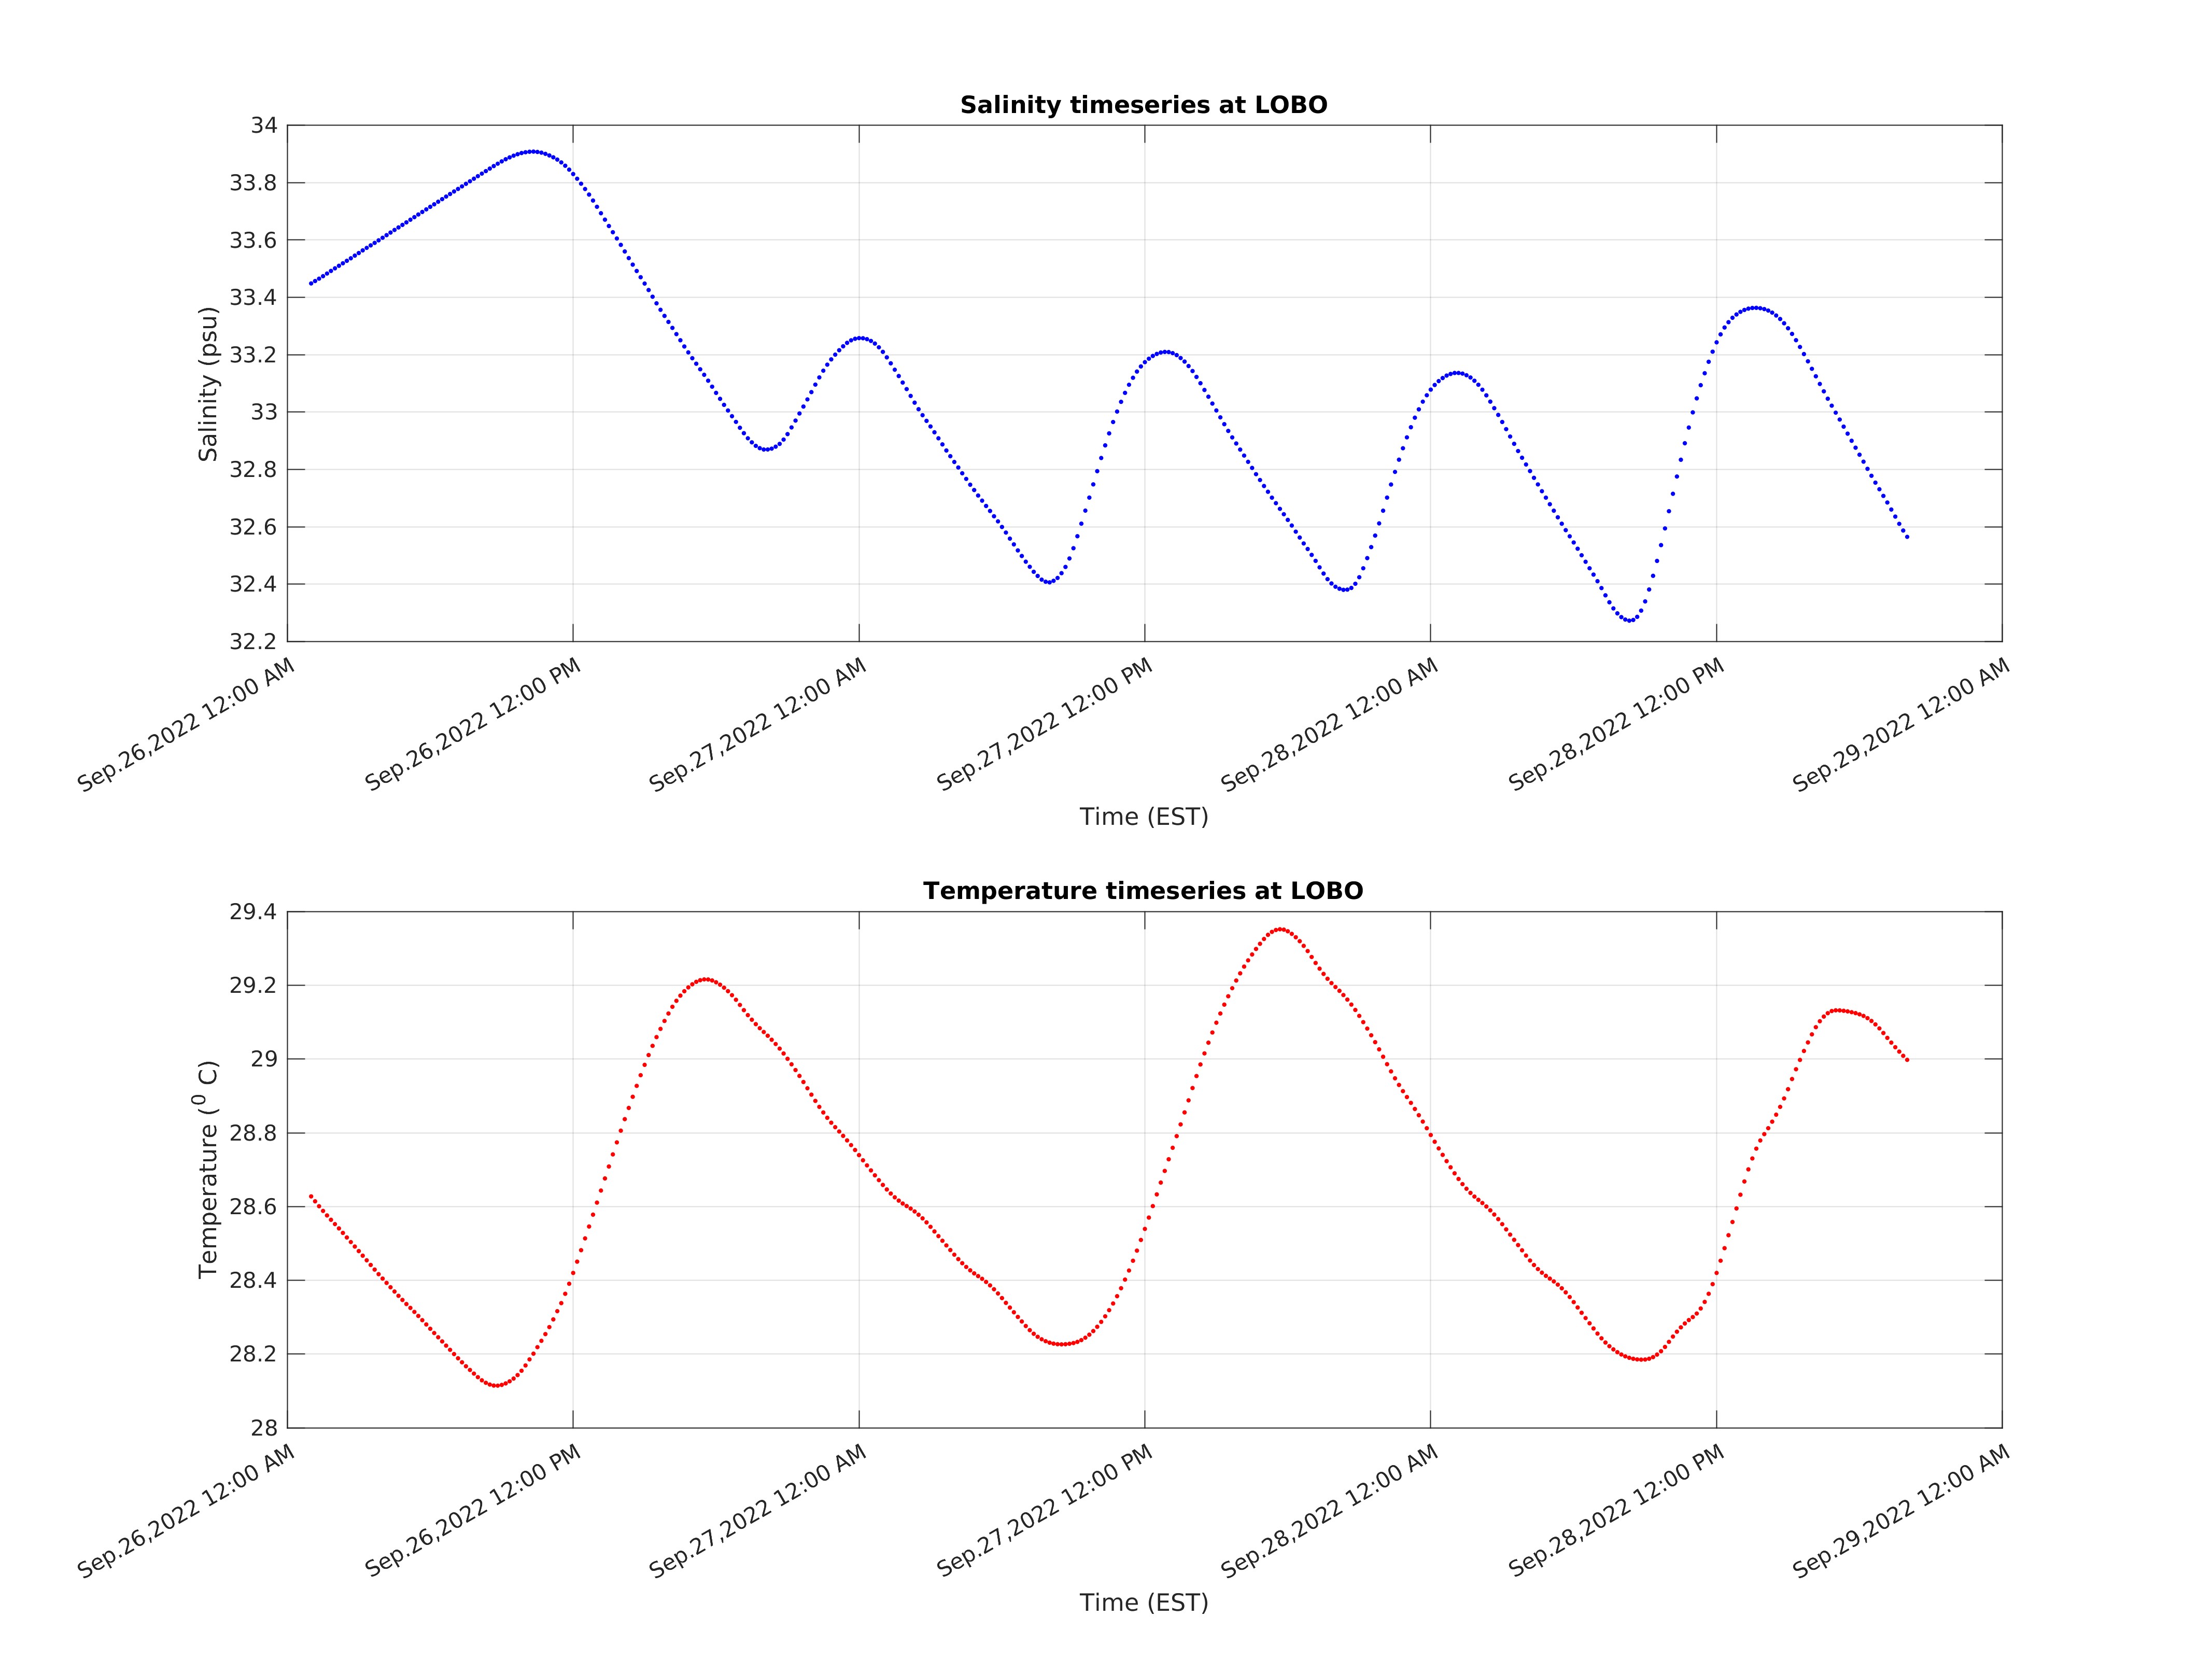 Salinity timeseries at LOBO
34
33.8
33.6
33.4
33.2
33
32.8
32.6
32.4
32.2
Salinity (psu)
Sep.26,2022 12:00 AM
Sep.26,2022 12:00 PM
Sep.27,2022 12:00 AM
Sep.27,2022 12:00 PM
Sep.28,2022 12:00 AM
Sep.28,2022 12:00 PM
Sep.29,2022 12:00 AM
Time (EST)
Temperature timeseries at LOBO
29.4
29.2
29
28.8
28.6
28.4
28.2
28
Temperature (⁰ C)
Sep.26,2022 12:00 AM
Sep.26,2022 12:00 PM
Sep.27,2022 12:00 AM
Sep.27,2022 12:00 PM
Sep.28,2022 12:00 AM
Sep.28,2022 12:00 PM
Sep.29,2022 12:00 AM
Time (EST)